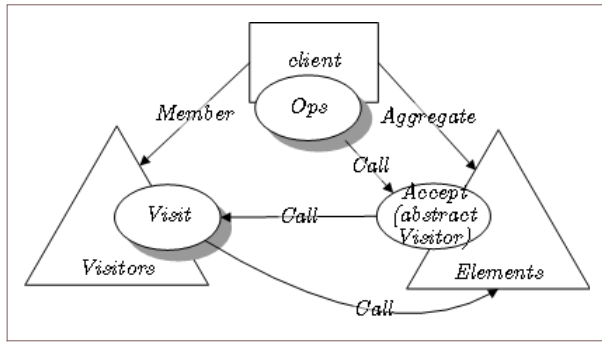 client
Ops
Member
Aggregate
Call
Accept
(abstract
Visitor)
Visit
Call
Visitors
Elements
Call